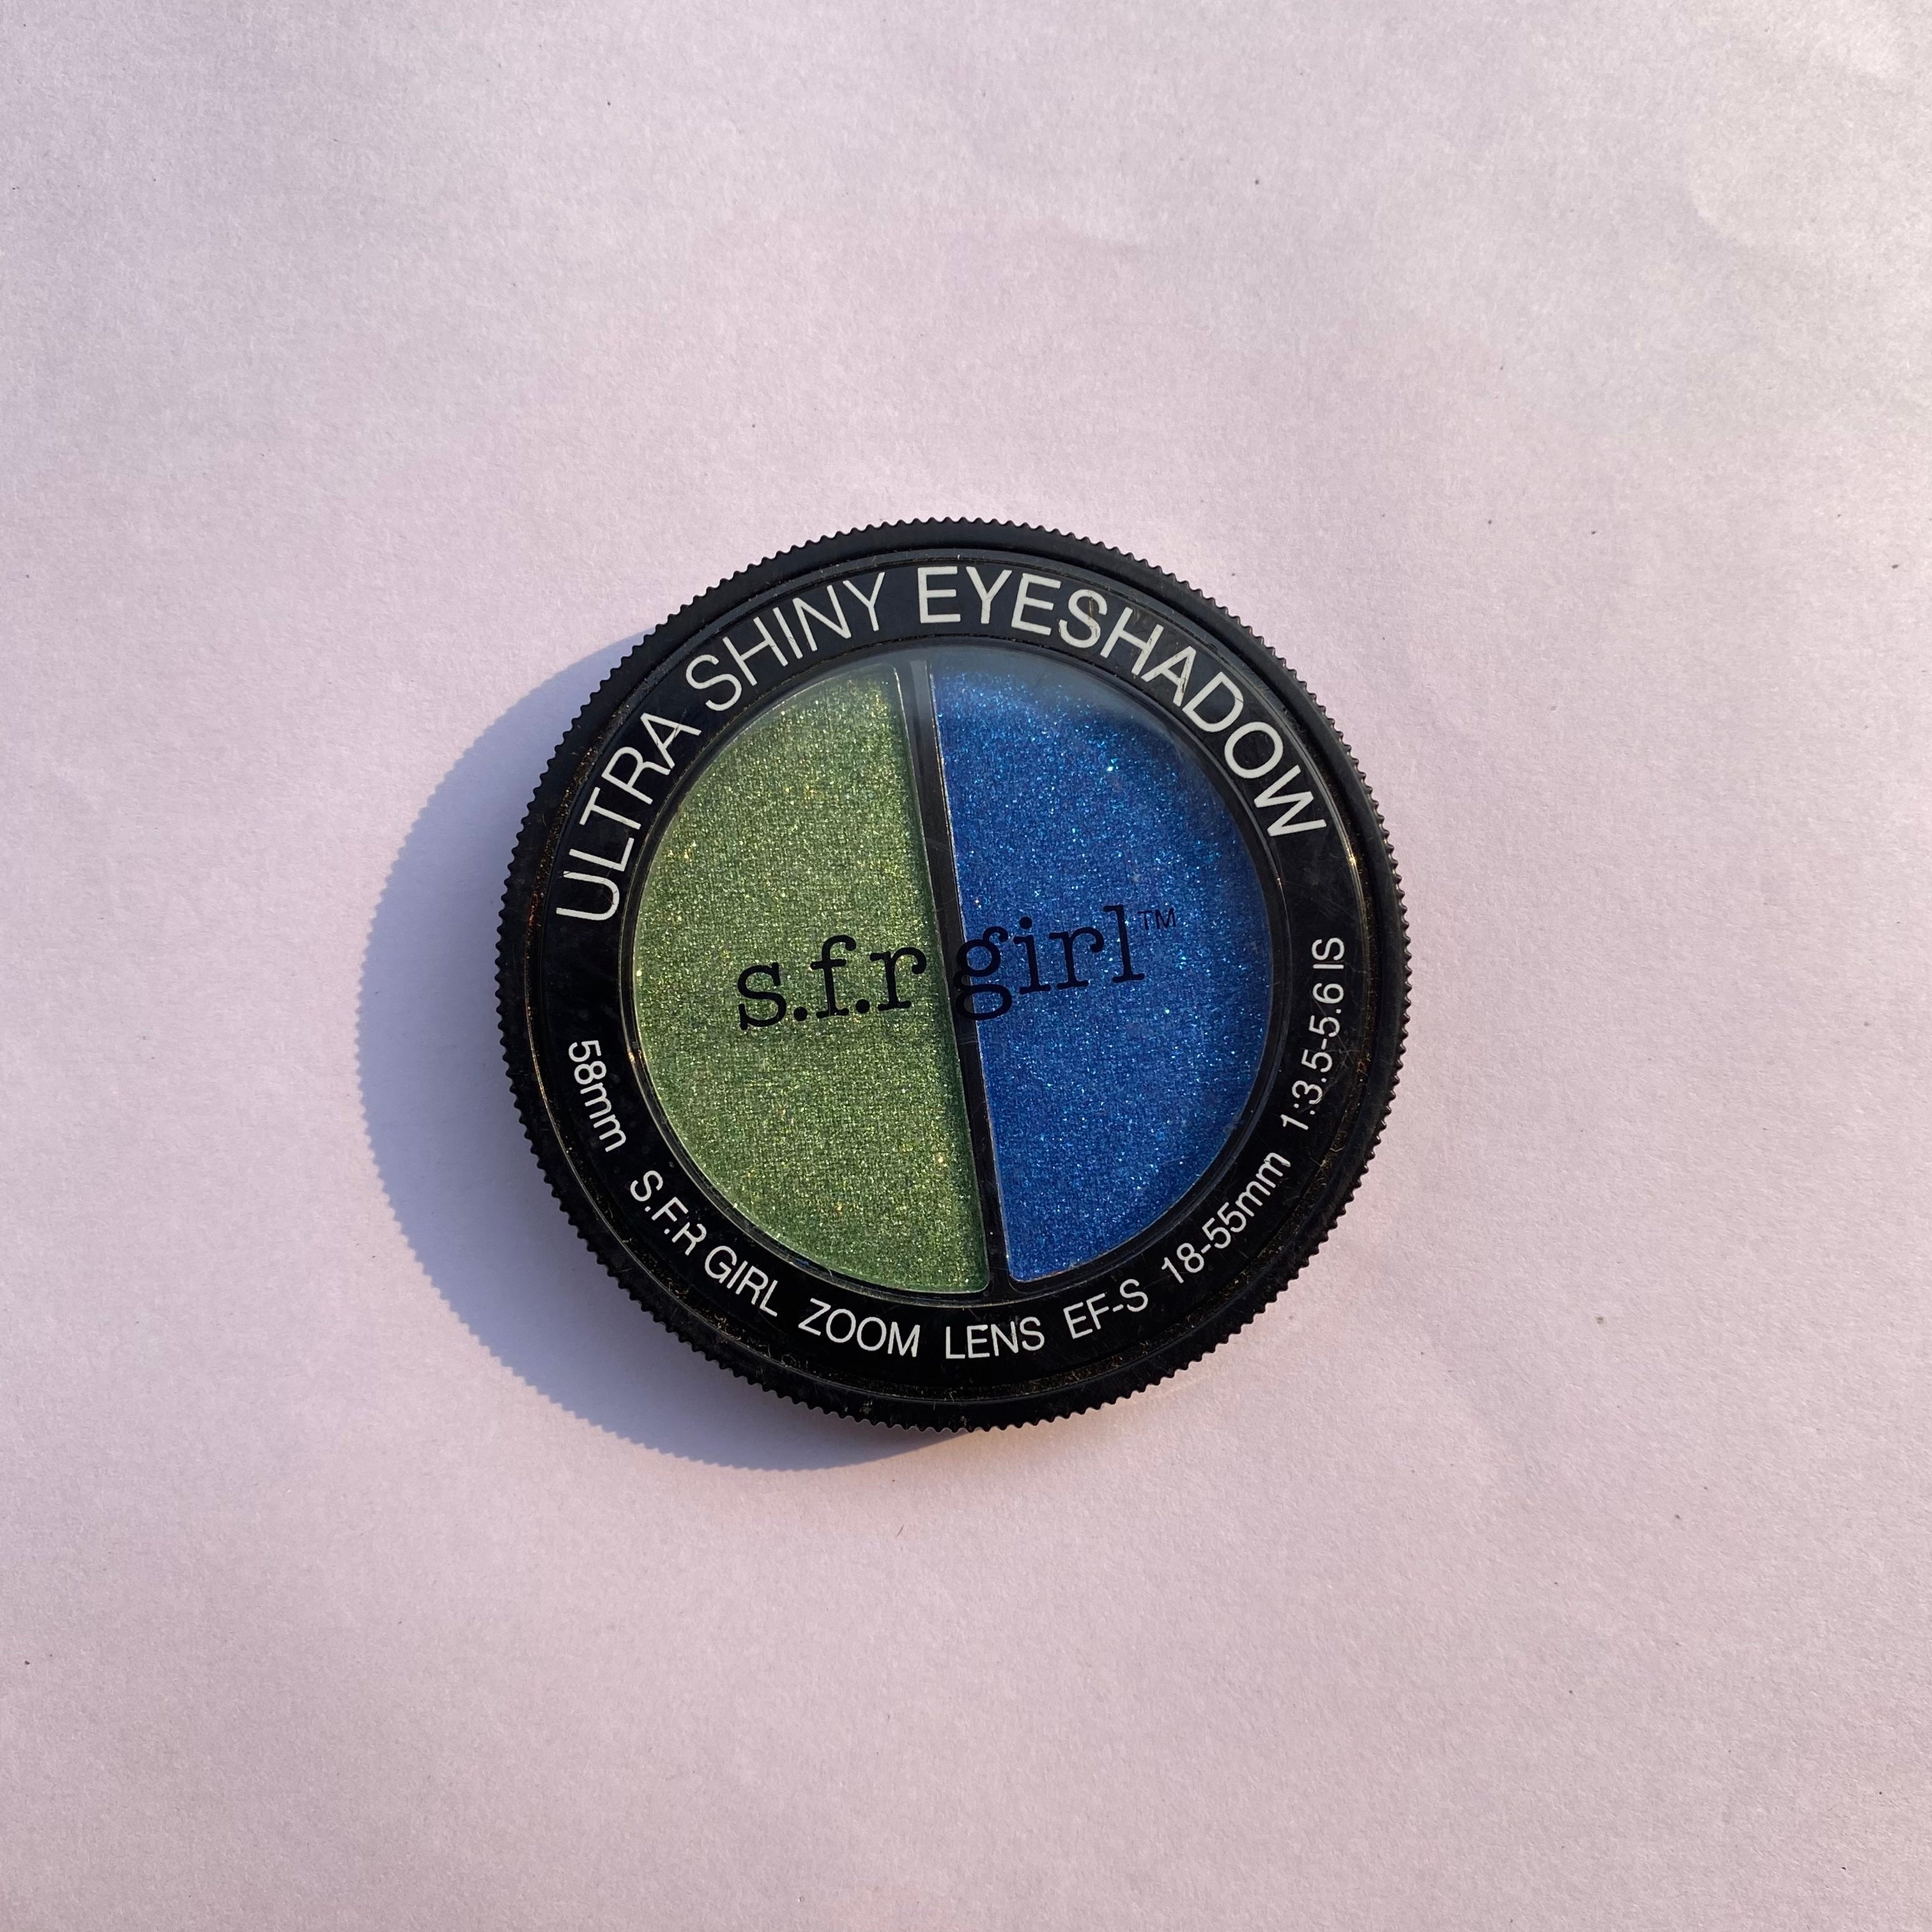 ULTRA SHINY EYESHADOW
s.f.r girl™
58mm S.F.R GIRL ZOOM LENS EF-S 18-55mm 1:3.5-5.6 IS